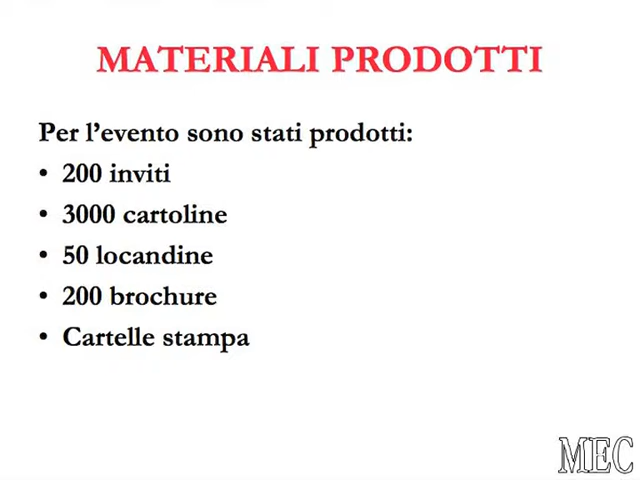 MATERIALI PRODOTTI
Per l'evento sono stati prodotti:
• 200 inviti
• 3000 cartoline
• 50 locandine
• 200 brochure
• Cartelle stampa
MEC